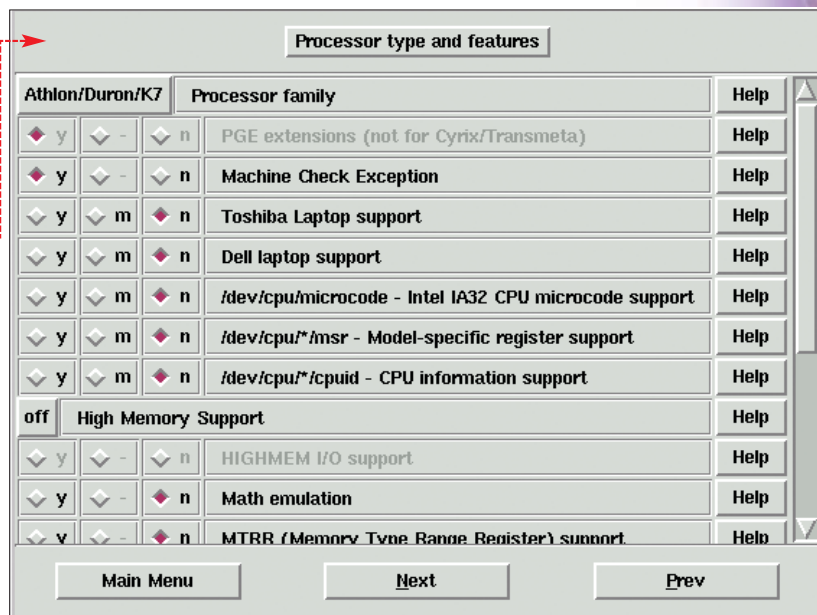 Processor type and features
Athlon/Duron/K7 Processor family Help
y - n PGE extensions (not for Cyrix/Transmeta) Help
y - n Machine Check Exception Help
y m n Toshiba Laptop support Help
y m n Dell laptop support Help
y m n /dev/cpu/microcode - Intel IA32 CPU microcode support Help
y m n /dev/cpu/*/msr - Model-specific register support Help
y m n /dev/cpu/*/cpuid - CPU information support Help
off High Memory Support Help
y - n HIGHMEM I/O support Help
y - n Math emulation Help
y - n MTRR (Memory Type Range Register) support Help
Main Menu Next Prev